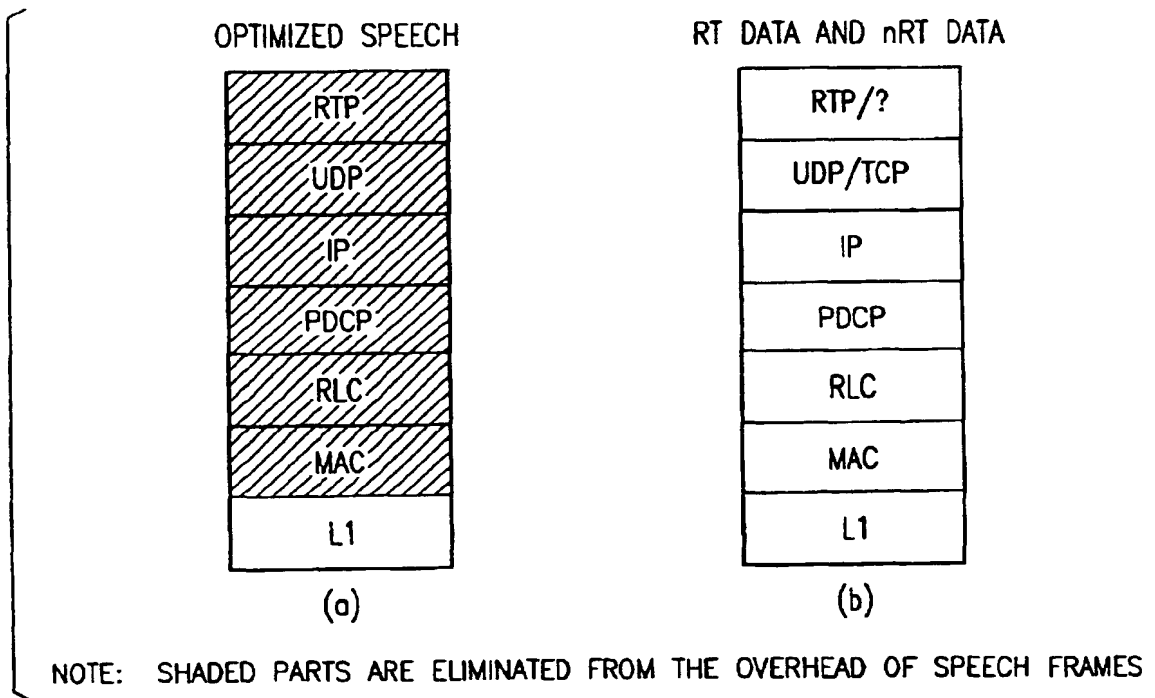 OPTIMIZED SPEECH
RTP
UDP
IP
PDCP
RLC
MAC
L1
(a)
RT DATA AND nRT DATA
RTP/?
UDP/TCP
IP
PDCP
RLC
MAC
L1
(b)
NOTE: SHADED PARTS ARE ELIMINATED FROM THE OVERHEAD OF SPEECH FRAMES